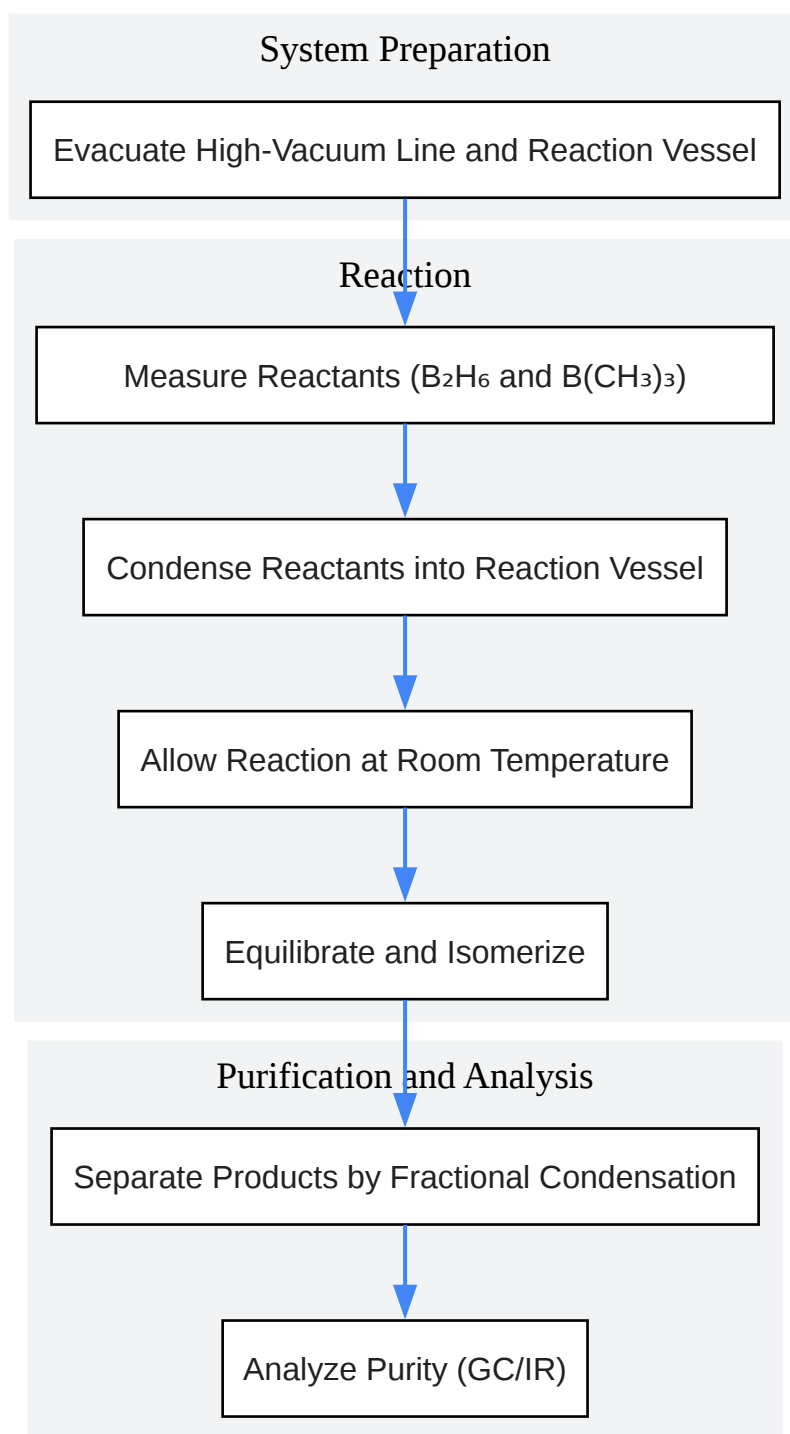 System Preparation
Evacuate High-Vacuum Line and Reaction Vessel
Reaction
Measure Reactants (B₂H₆ and B(CH₃)₃)
Condense Reactants into Reaction Vessel
Allow Reaction at Room Temperature
Equilibrate and Isomerize
Purification and Analysis
Separate Products by Fractional Condensation
Analyze Purity (GC/IR)